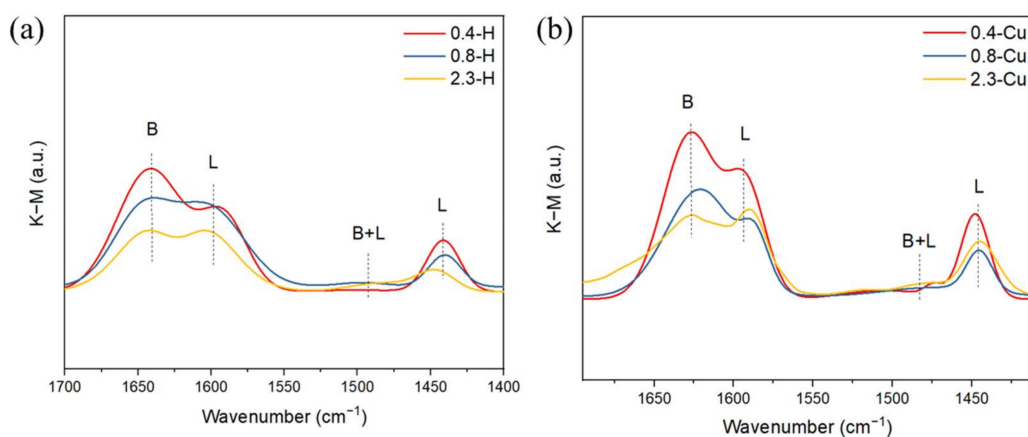 (a)
0.4-H
0.8-H
2.3-H
B
L
B+L
L
K–M (a.u.)
1700 1650 1600 1550 1500 1450 1400
Wavenumber (cm⁻¹)
(b)
0.4-Cu
0.8-Cu
2.3-Cu
B
L
B+L
L
K–M (a.u.)
1650 1600 1550 1500 1450
Wavenumber (cm⁻¹)